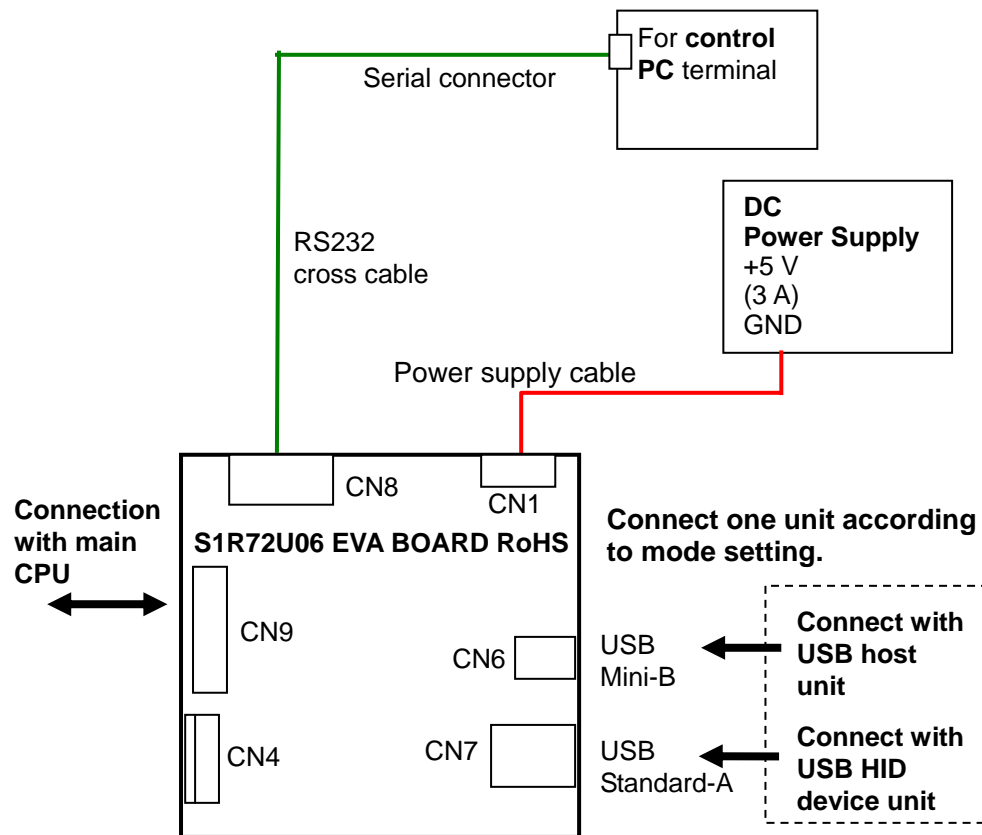 For control
PC terminal
Serial connector
DC
Power Supply
+5 V
(3 A)
GND
RS232
cross cable
Power supply cable
CN8
CN1
Connection
with main
CPU
S1R72U06 EVA BOARD RoHS
Connect one unit according
to mode setting.
CN9
CN6
USB
Mini-B
Connect with
USB host
unit
CN4
CN7
USB
Standard-A
Connect with
USB HID
device unit